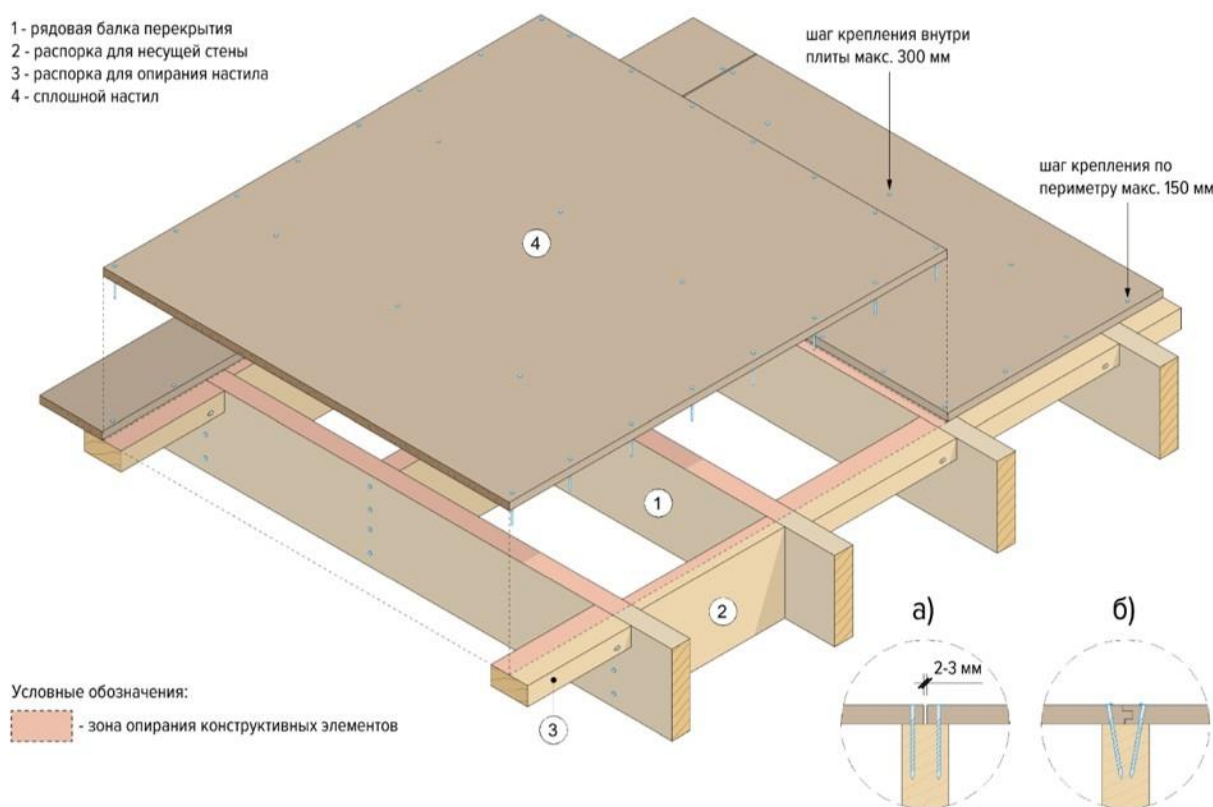 1 - рядовая балка перекрытия
2 - распорка для несущей стены
3 - распорка для опирания настила
4 - сплошной настил
шаг крепления внутри
плиты макс. 300 мм
шаг крепления по
периметру макс. 150 мм
4
1
2
3
а)
б)
2-3 мм
Условные обозначения:
- зона опирания конструктивных элементов